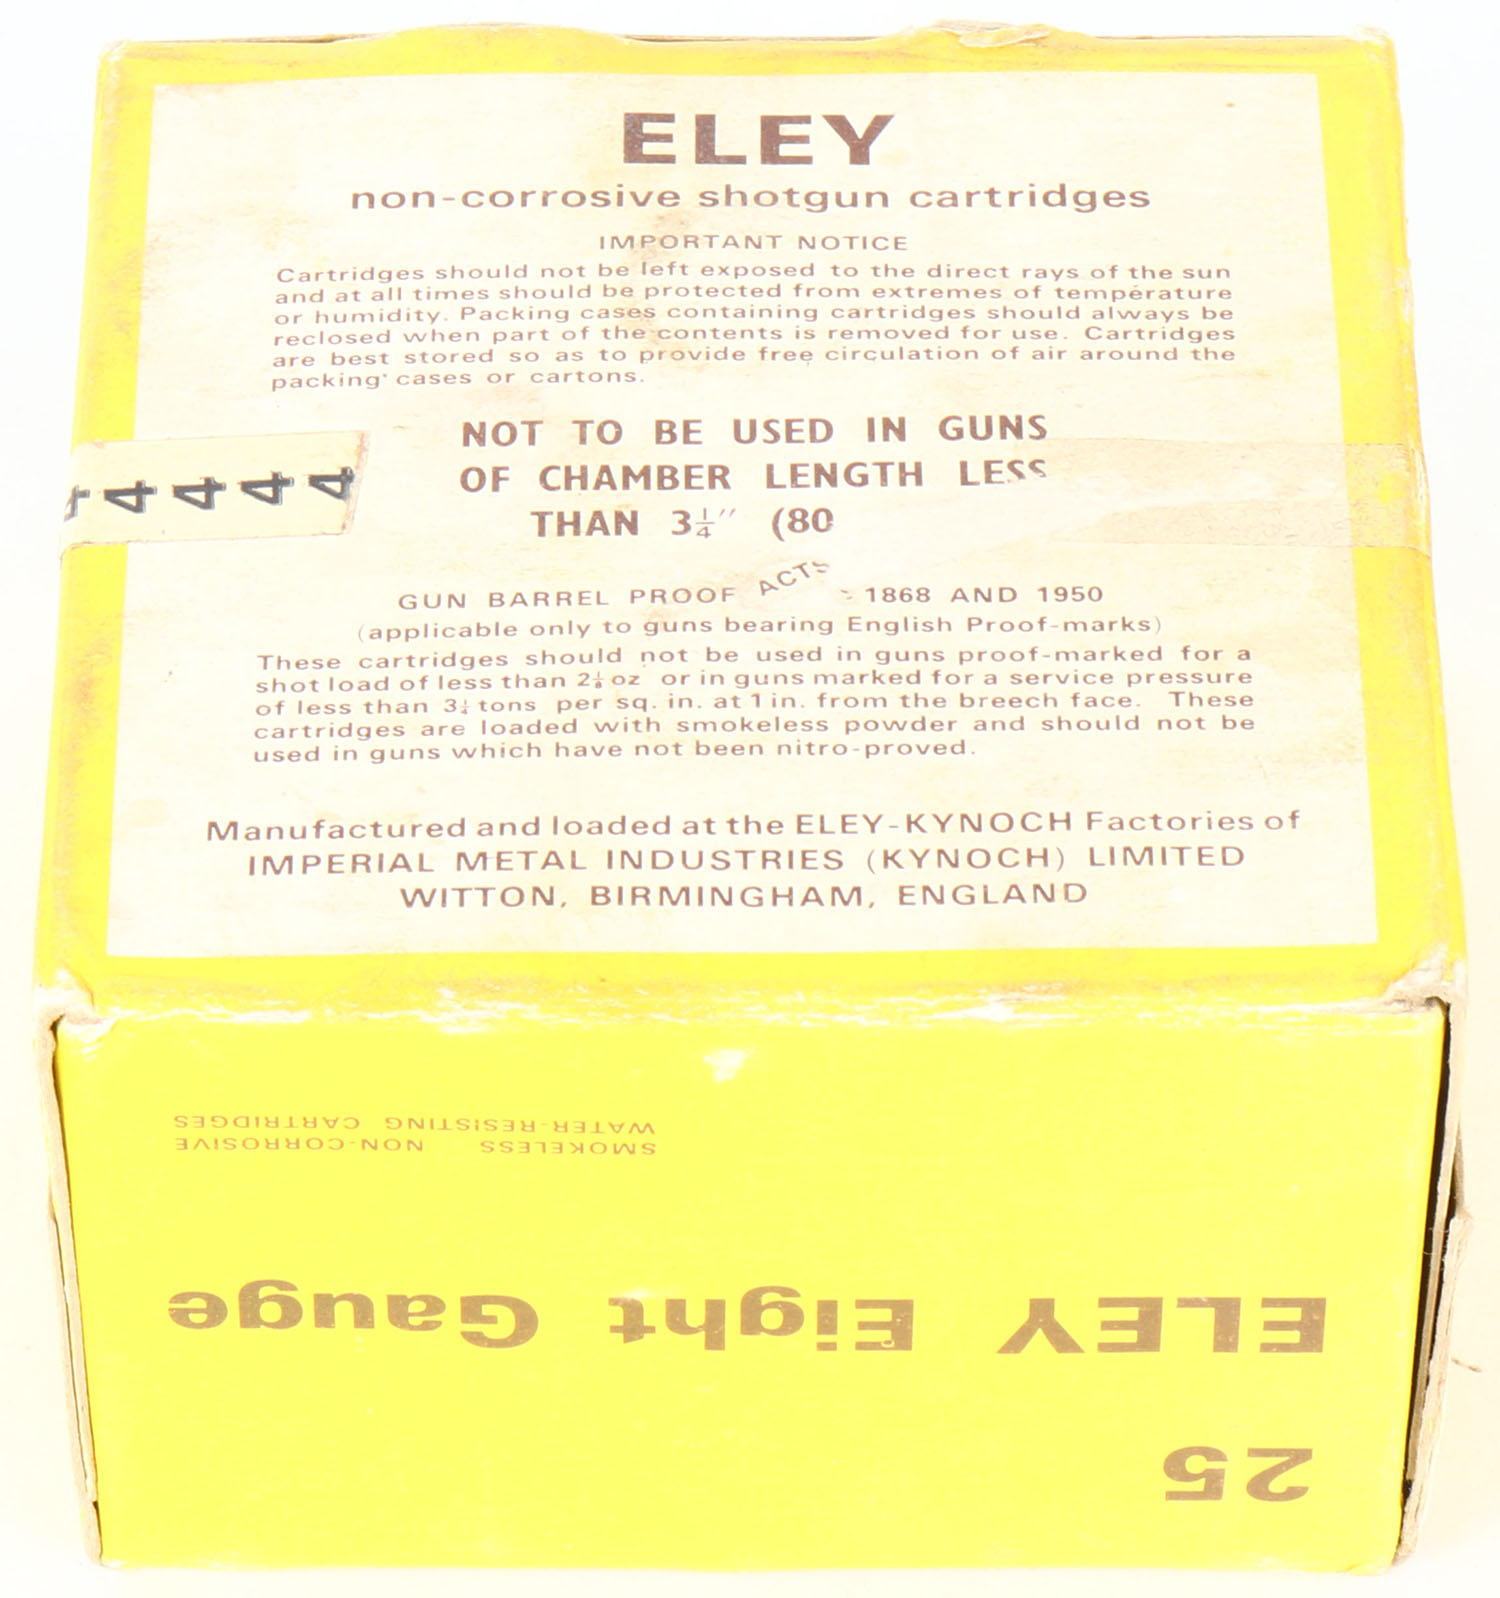 ELEY
non-corrosive shotgun cartridges
IMPORTANT NOTICE
Cartridges should not be left exposed to the direct rays of the sun
and at all times should be protected from extremes of temperature
or humidity. Packing cases containing cartridges should always be
reclosed when part of the contents is removed for use. Cartridges
are best stored so as to provide free circulation of air around the
packing cases or cartons.
NOT TO BE USED IN GUNS
OF CHAMBER LENGTH LESS
THAN 3¼″ (80
4 4 4 4 4
GUN BARREL PROOF ACTS 1868 AND 1950
(applicable only to guns bearing English Proof-marks)
These cartridges should not be used in guns proof-marked for a
shot load of less than 2⅛ oz or in guns marked for a service pressure
of less than 3¼ tons per sq. in. at 1 in. from the breech face. These
cartridges are loaded with smokeless powder and should not be
used in guns which have not been nitro-proved.
Manufactured and loaded at the ELEY-KYNOCH Factories of
IMPERIAL METAL INDUSTRIES (KYNOCH) LIMITED
WITTON, BIRMINGHAM, ENGLAND
25
ELEY Eight Gauge
SMOKELESS NON-CORROSIVE
WATER-RESISTING CARTRIDGES